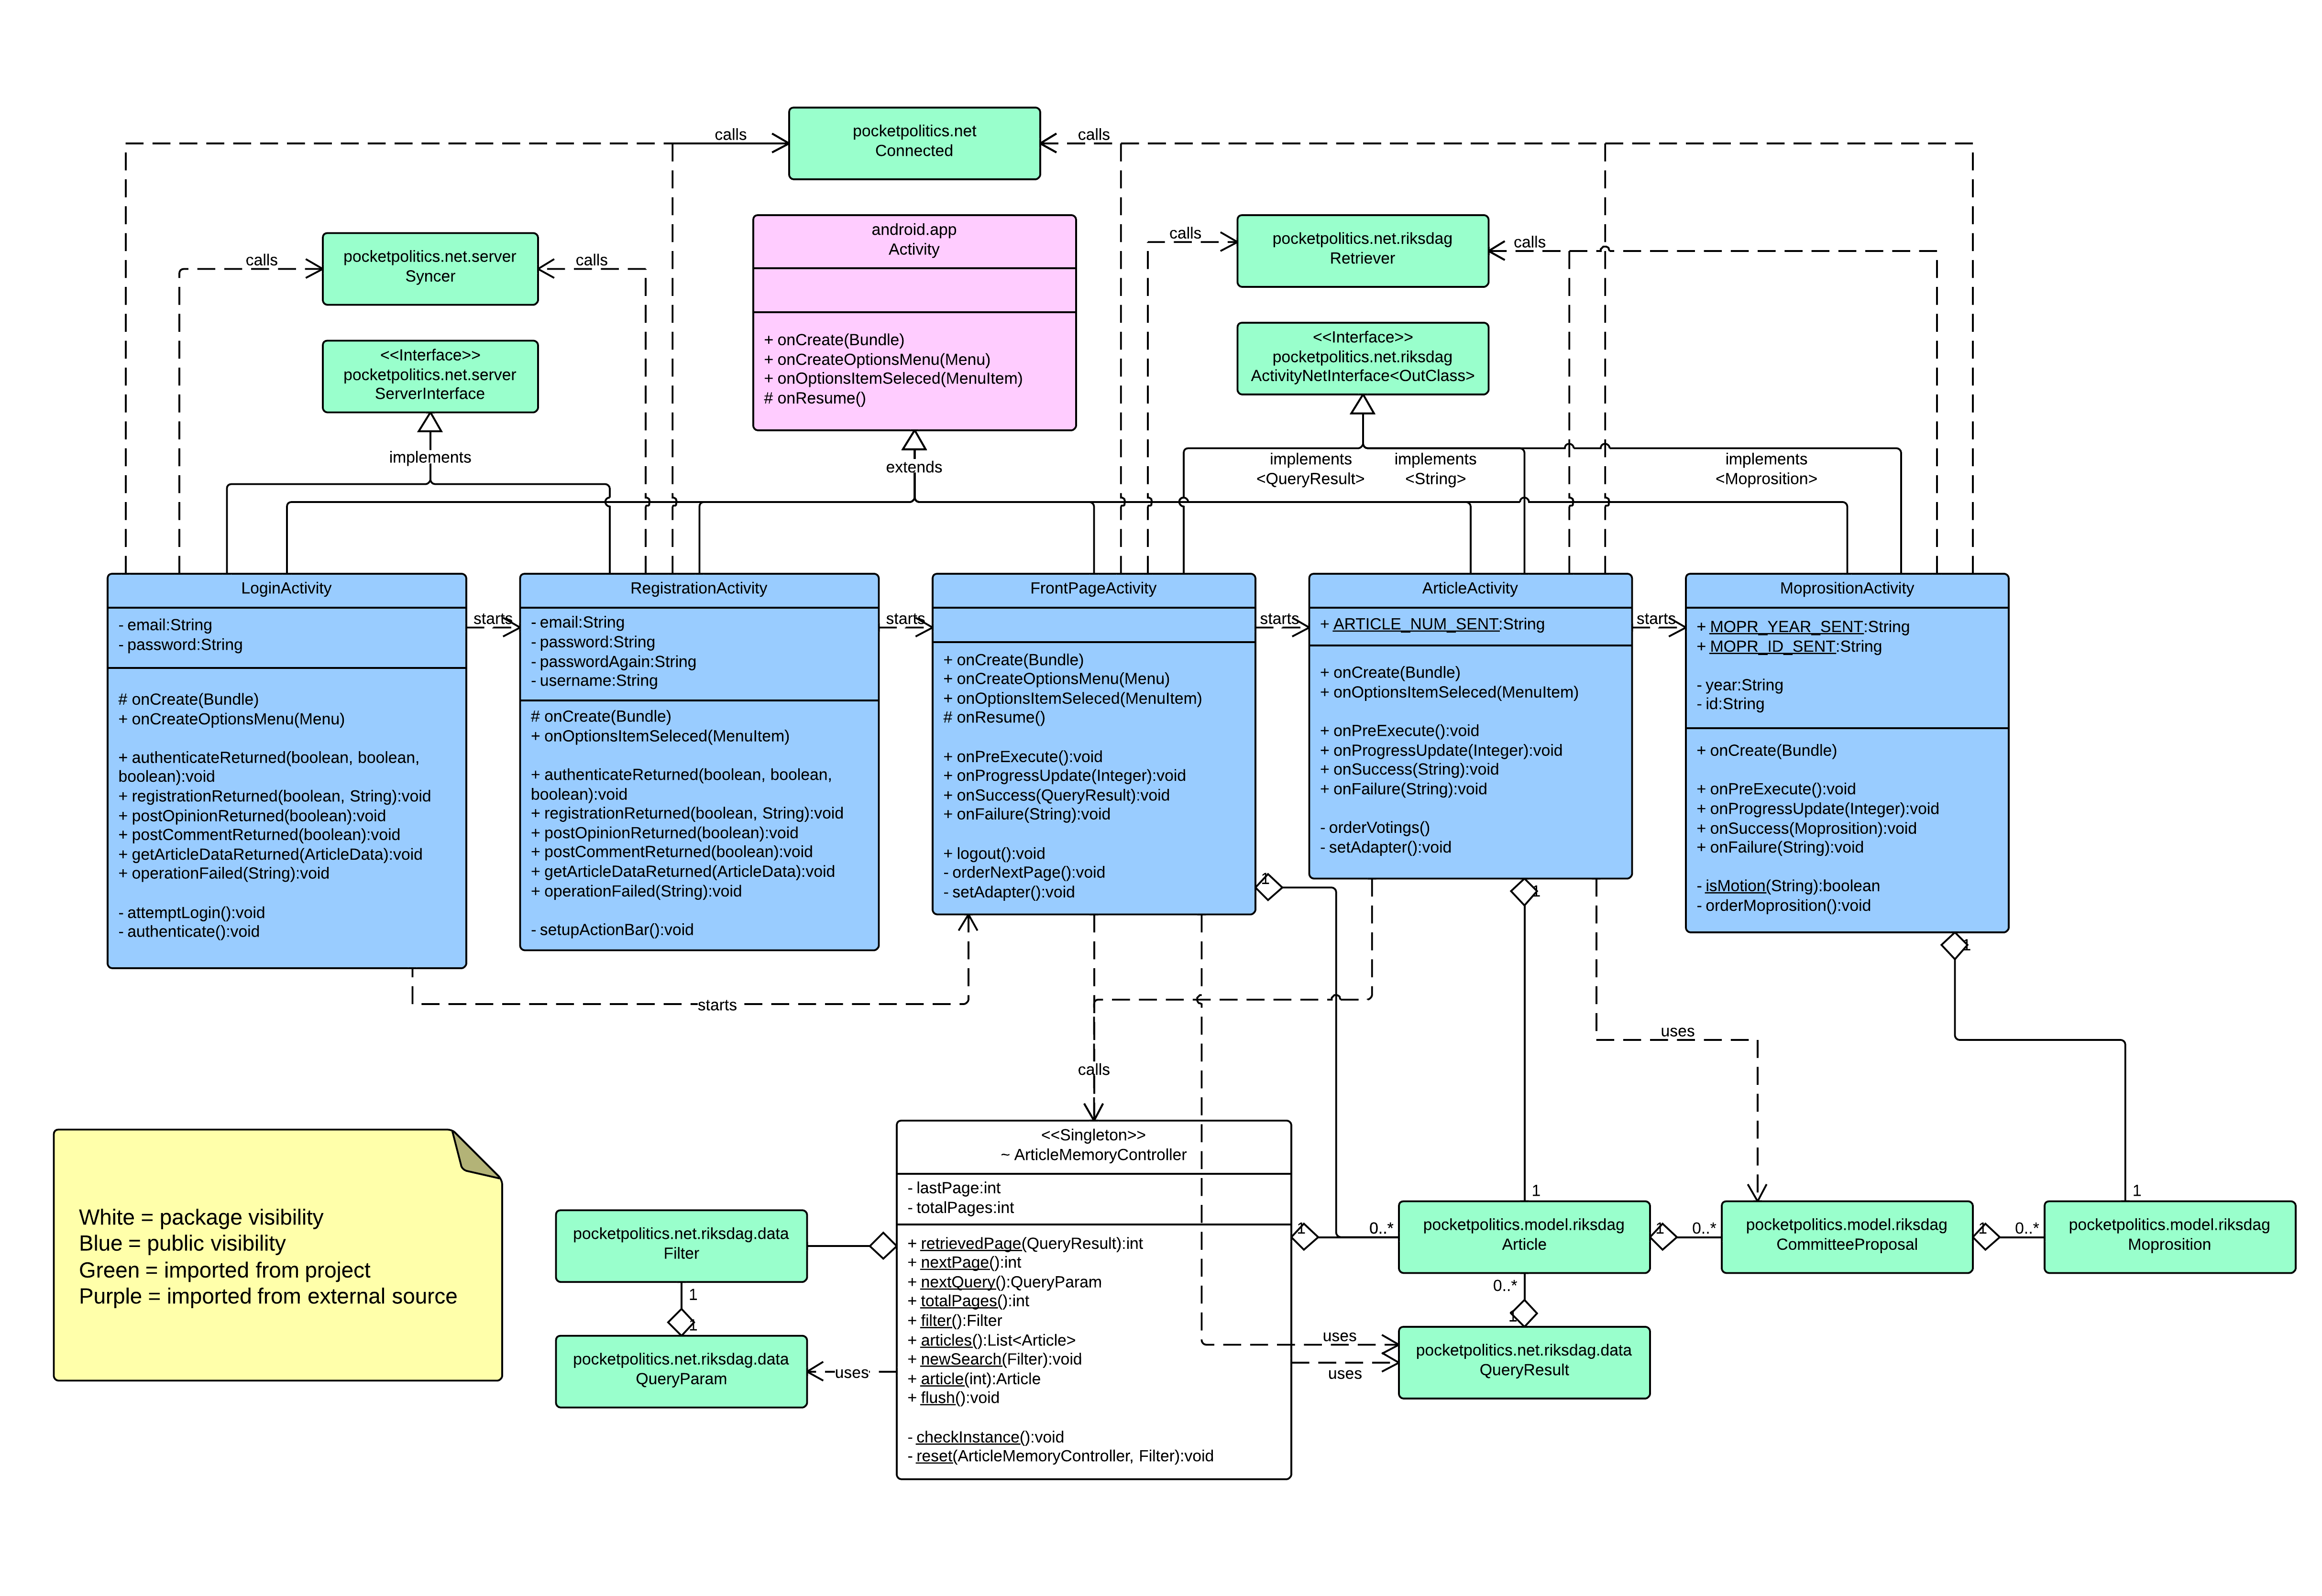 calls
pocketpolitics.net
Connected
calls
calls
pocketpolitics.net.server
Syncer
calls
android.app
Activity
+ onCreate(Bundle)
+ onCreateOptionsMenu(Menu)
+ onOptionsItemSeleced(MenuItem)
# onResume()
calls
pocketpolitics.net.riksdag
Retriever
calls
<<Interface>>
pocketpolitics.net.server
ServerInterface
<<Interface>>
pocketpolitics.net.riksdag
ActivityNetInterface<OutClass>
implements
extends
implements
<QueryResult>
implements
<String>
implements
<Moprosition>
LoginActivity
- email:String
- password:String
# onCreate(Bundle)
+ onCreateOptionsMenu(Menu)
+ authenticateReturned(boolean, boolean,
boolean):void
+ registrationReturned(boolean, String):void
+ postOpinionReturned(boolean):void
+ postCommentReturned(boolean):void
+ getArticleDataReturned(ArticleData):void
+ operationFailed(String):void
- attemptLogin():void
- authenticate():void
starts
RegistrationActivity
- email:String
- password:String
- passwordAgain:String
- username:String
# onCreate(Bundle)
+ onOptionsItemSeleced(MenuItem)
+ authenticateReturned(boolean, boolean,
boolean):void
+ registrationReturned(boolean, String):void
+ postOpinionReturned(boolean):void
+ postCommentReturned(boolean):void
+ getArticleDataReturned(ArticleData):void
+ operationFailed(String):void
- setupActionBar():void
starts
FrontPageActivity
+ onCreate(Bundle)
+ onCreateOptionsMenu(Menu)
+ onOptionsItemSeleced(MenuItem)
# onResume()
+ onPreExecute():void
+ onProgressUpdate(Integer):void
+ onSuccess(QueryResult):void
+ onFailure(String):void
+ logout():void
- orderNextPage():void
- setAdapter():void
starts
ArticleActivity
+ ARTICLE_NUM_SENT:String
+ onCreate(Bundle)
+ onOptionsItemSeleced(MenuItem)
+ onPreExecute():void
+ onProgressUpdate(Integer):void
+ onSuccess(String):void
+ onFailure(String):void
- orderVotings()
- setAdapter():void
starts
MoprositionActivity
+ MOPR_YEAR_SENT:String
+ MOPR_ID_SENT:String
- year:String
- id:String
+ onCreate(Bundle)
+ onPreExecute():void
+ onProgressUpdate(Integer):void
+ onSuccess(Moprosition):void
+ onFailure(String):void
- isMotion(String):boolean
- orderMoprosition():void
1
1
1
starts
uses
calls
White = package visibility
Blue = public visibility
Green = imported from project
Purple = imported from external source
pocketpolitics.net.riksdag.data
Filter
1
1
pocketpolitics.net.riksdag.data
QueryParam
uses
<<Singleton>>
~ ArticleMemoryController
- lastPage:int
- totalPages:int
+ retrievedPage(QueryResult):int
+ nextPage():int
+ nextQuery():QueryParam
+ totalPages():int
+ filter():Filter
+ articles():List<Article>
+ newSearch(Filter):void
+ article(int):Article
+ flush():void
- checkInstance():void
- reset(ArticleMemoryController, Filter):void
1
0..*
1
pocketpolitics.model.riksdag
Article
1
0..*
pocketpolitics.model.riksdag
CommitteeProposal
1
0..*
1
pocketpolitics.model.riksdag
Moprosition
0..*
1
uses
uses
pocketpolitics.net.riksdag.data
QueryResult